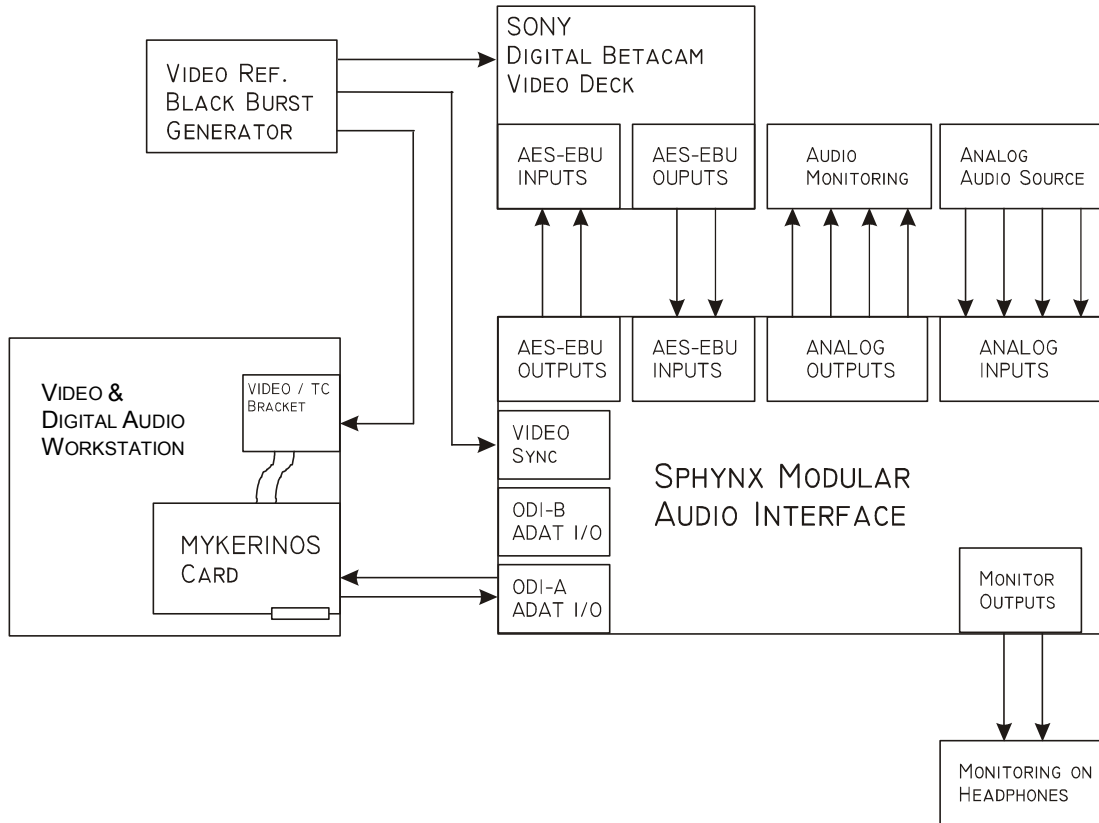 VIDEO REF.
BLACK BURST
GENERATOR
SONY
DIGITAL BETACAM
VIDEO DECK
AES-EBU
INPUTS
AES-EBU
OUPUTS
AUDIO
MONITORING
ANALOG
AUDIO SOURCE
AES-EBU
OUTPUTS
AES-EBU
INPUTS
ANALOG
OUTPUTS
ANALOG
INPUTS
VIDEO &
DIGITAL AUDIO
WORKSTATION
VIDEO / TC
BRACKET
MYKERINOS
CARD
VIDEO
SYNC
ODI-B
ADAT I/O
ODI-A
ADAT I/O
SPHYNX MODULAR
AUDIO INTERFACE
MONITOR
OUTPUTS
MONITORING ON
HEADPHONES